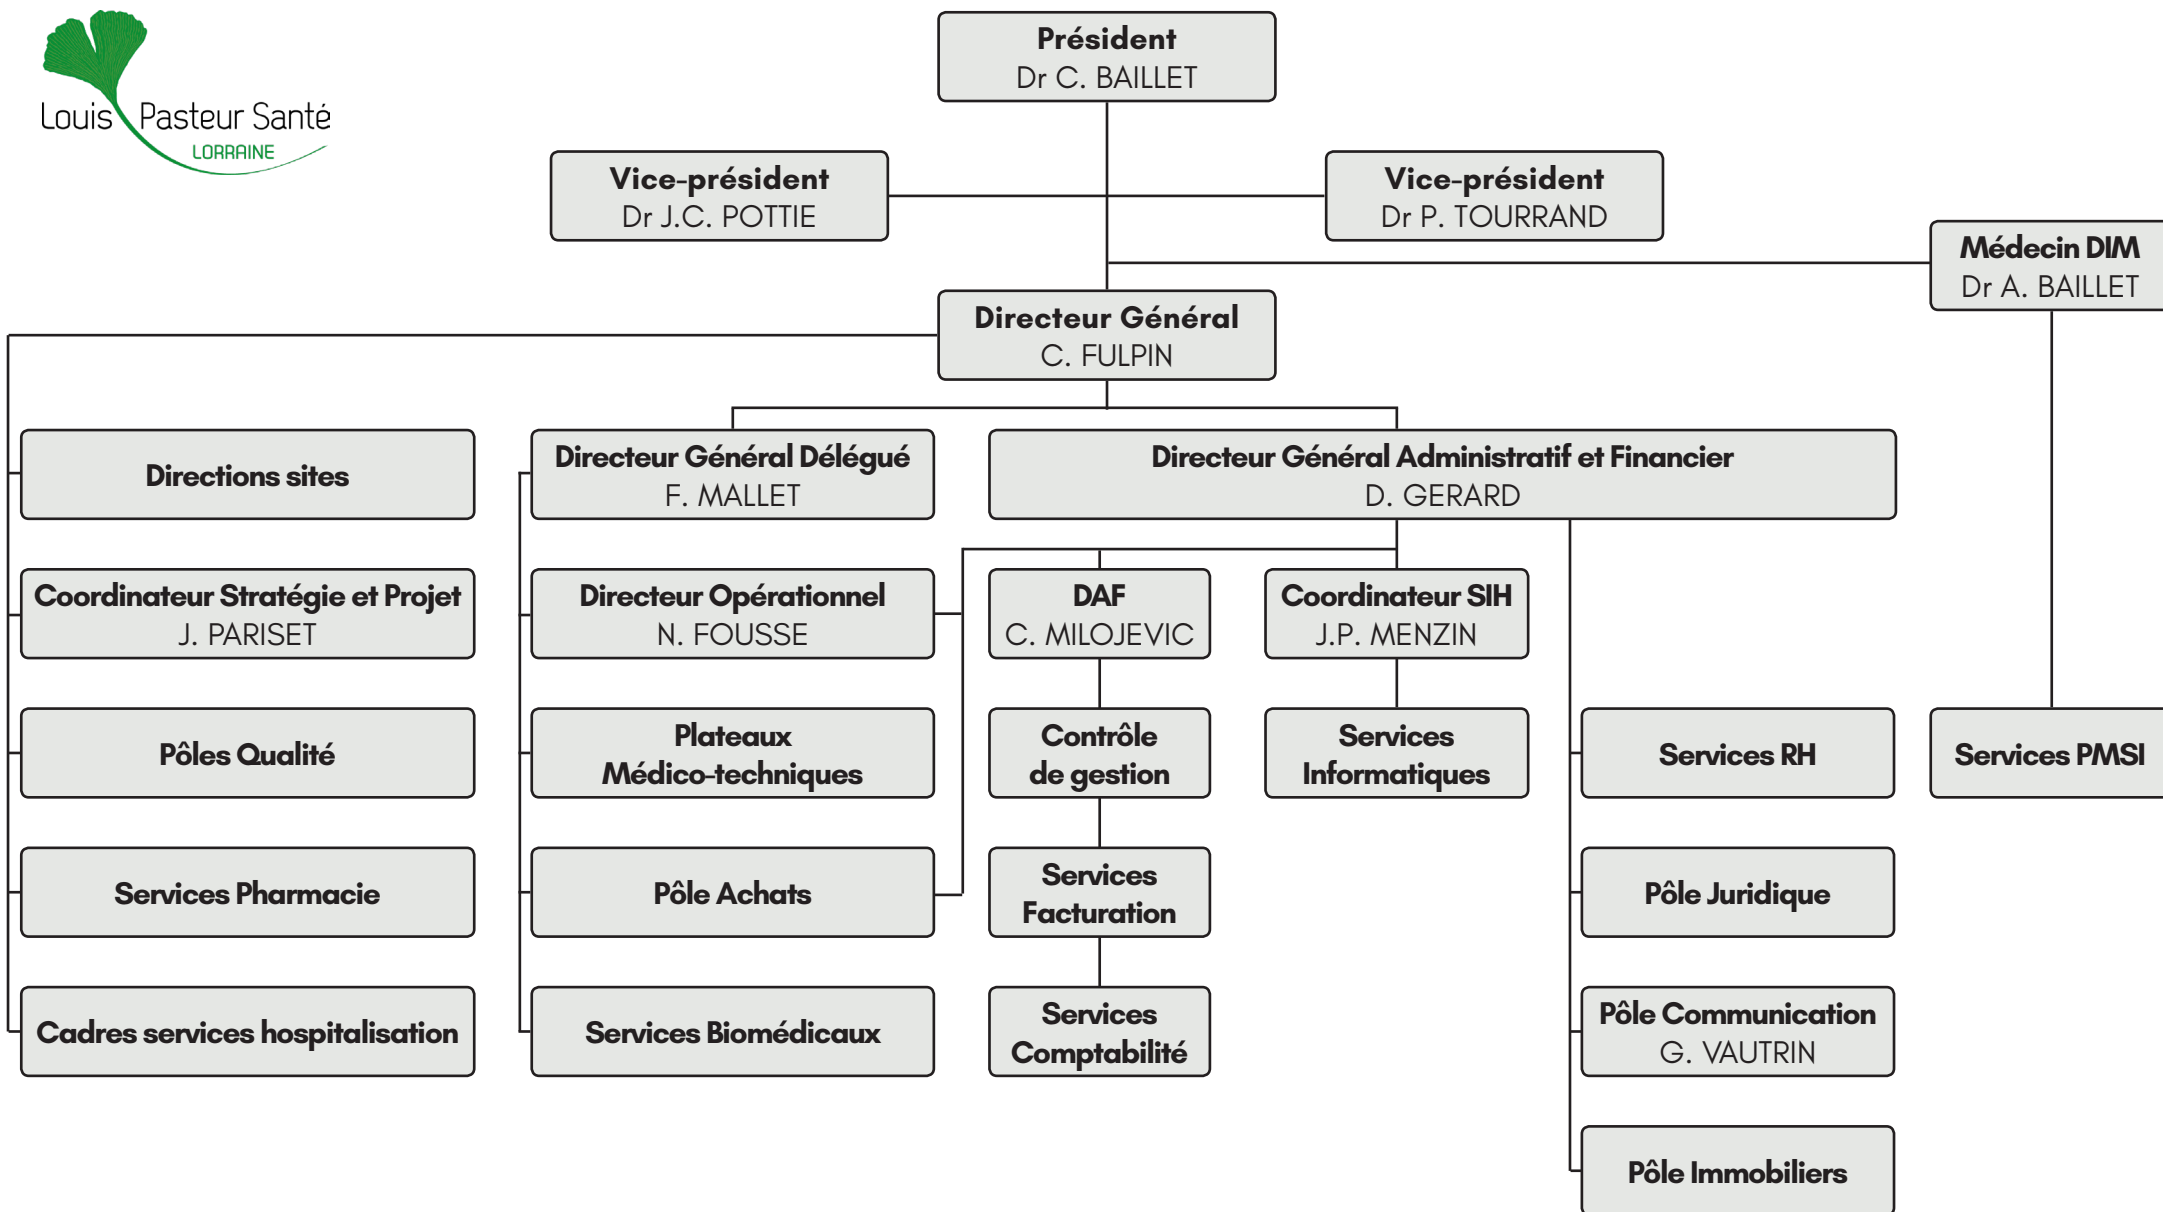 Louis Pasteur Santé
LORRAINE
Président
Dr C. BAILLET
Vice-président
Dr J.C. POTTIE
Vice-président
Dr P. TOURRAND
Médecin DIM
Dr A. BAILLET
Directeur Général
C. FULPIN
Directions sites
Directeur Général Délégué
F. MALLET
Directeur Général Administratif et Financier
D. GERARD
Coordinateur Stratégie et Projet
J. PARISET
Directeur Opérationnel
N. FOUSSE
DAF
C. MILOJEVIC
Coordinateur SIH
J.P. MENZIN
Pôles Qualité
Plateaux
Médico-techniques
Contrôle
de gestion
Services
Informatiques
Services RH
Services PMSI
Services Pharmacie
Pôle Achats
Services
Facturation
Pôle Juridique
Cadres services hospitalisation
Services Biomédicaux
Services
Comptabilité
Pôle Communication
G. VAUTRIN
Pôle Immobiliers